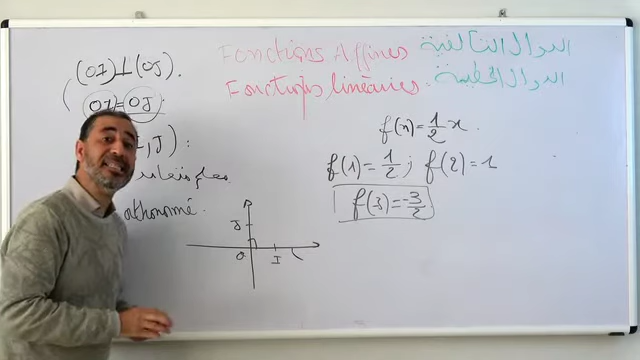 Fonctions Affines الدوال التآلفية
Fonctions linéaires. الدوال الخطية
(OI)⊥(OJ).
OI=OJ
,J):
orthonormé.
J
O
I
f(x)=1/2 x.
f(1)=1/2; f(2)=1
f(3)=-3/2